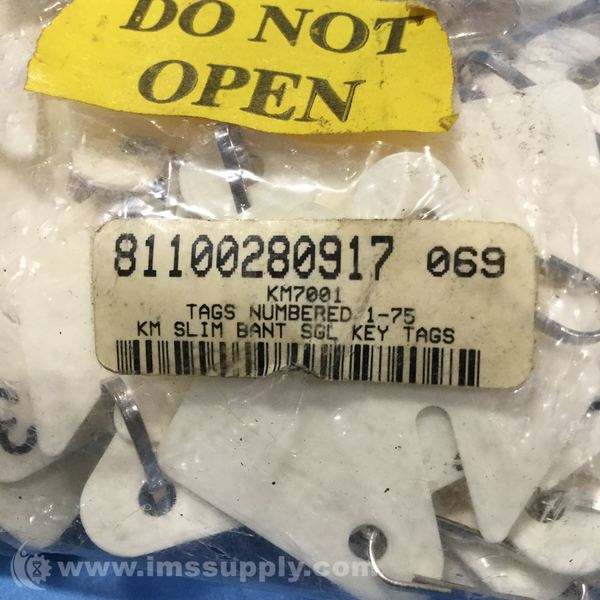 DO NOT
OPEN
81100280917 069
KM7001
TAGS NUMBERED 1-75
KM SLIM BANT SGL KEY TAGS
www.imssupply.com